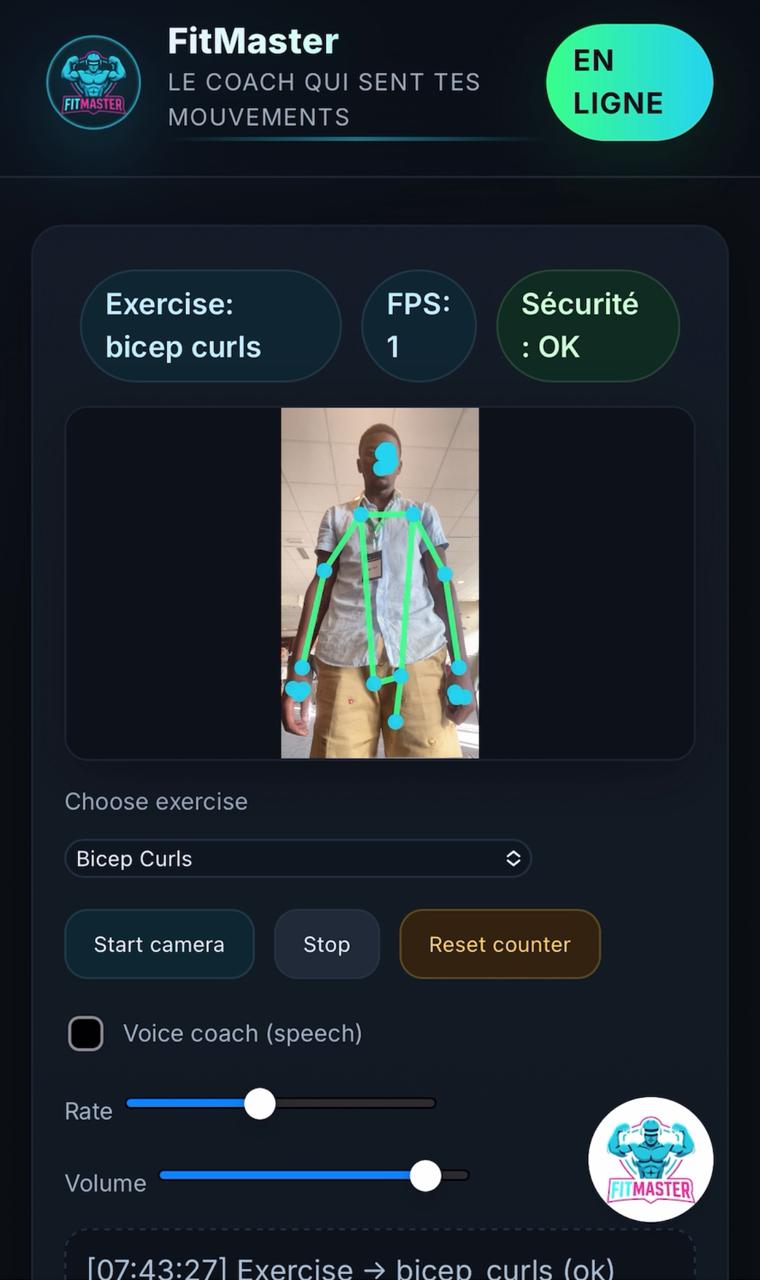 FitMaster
LE COACH QUI SENT TES
MOUVEMENTS
EN
LIGNE
FITMASTER
Exercise:
bicep curls
FPS:
1
Sécurité
: OK
Choose exercise
Bicep Curls
Start camera
Stop
Reset counter
Voice coach (speech)
Rate
Volume
FITMASTER
[07:43:27] Exercise → bicep_curls (ok)